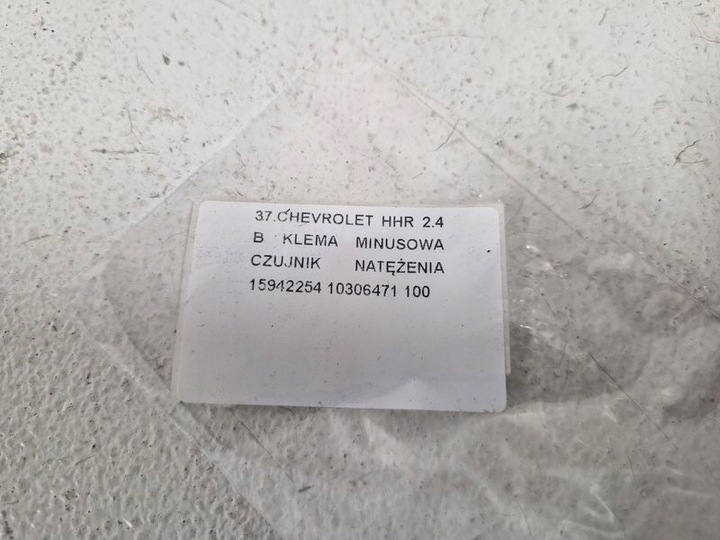 37.CHEVROLET HHR 2.4
B KLEMA MINUSOWA
CZUJNIK NATĘŻENIA
15942254 10306471 100